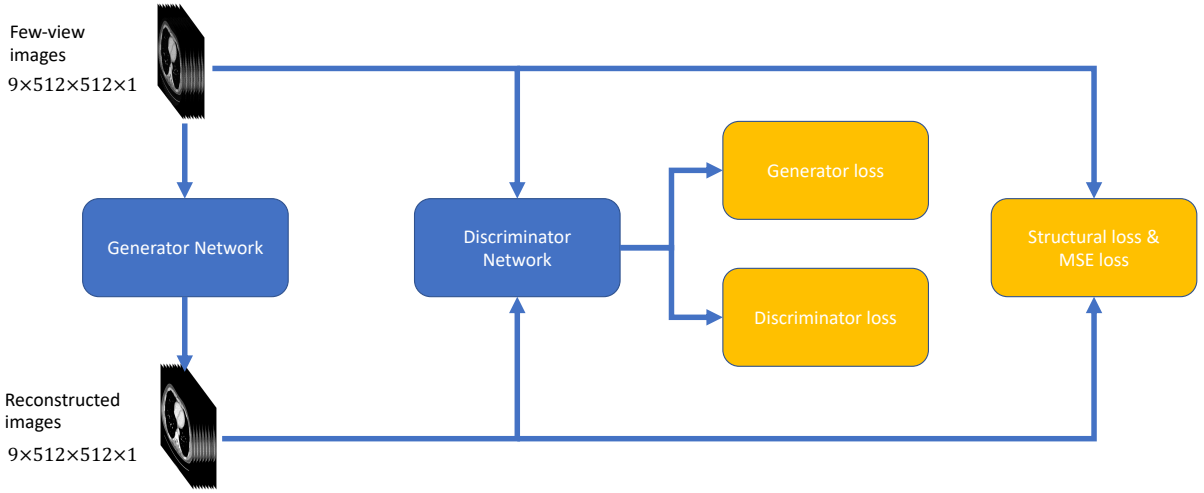 Few-view
images
9×512×512×1
Generator Network
Reconstructed
images
9×512×512×1
Discriminator
Network
Generator loss
Discriminator loss
Structural loss &
MSE loss